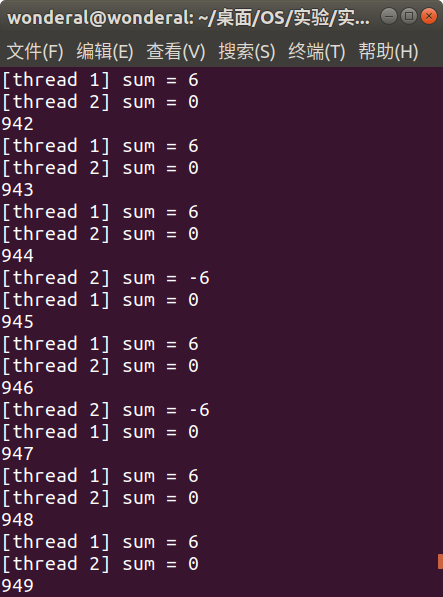 wonderal@wonderal: ~/桌面/OS/实验/实...
文件(F) 编辑(E) 查看(V) 搜索(S) 终端(T) 帮助(H)
[thread 1] sum = 6
[thread 2] sum = 0
942
[thread 1] sum = 6
[thread 2] sum = 0
943
[thread 1] sum = 6
[thread 2] sum = 0
944
[thread 2] sum = -6
[thread 1] sum = 0
945
[thread 1] sum = 6
[thread 2] sum = 0
946
[thread 2] sum = -6
[thread 1] sum = 0
947
[thread 1] sum = 6
[thread 2] sum = 0
948
[thread 1] sum = 6
[thread 2] sum = 0
949